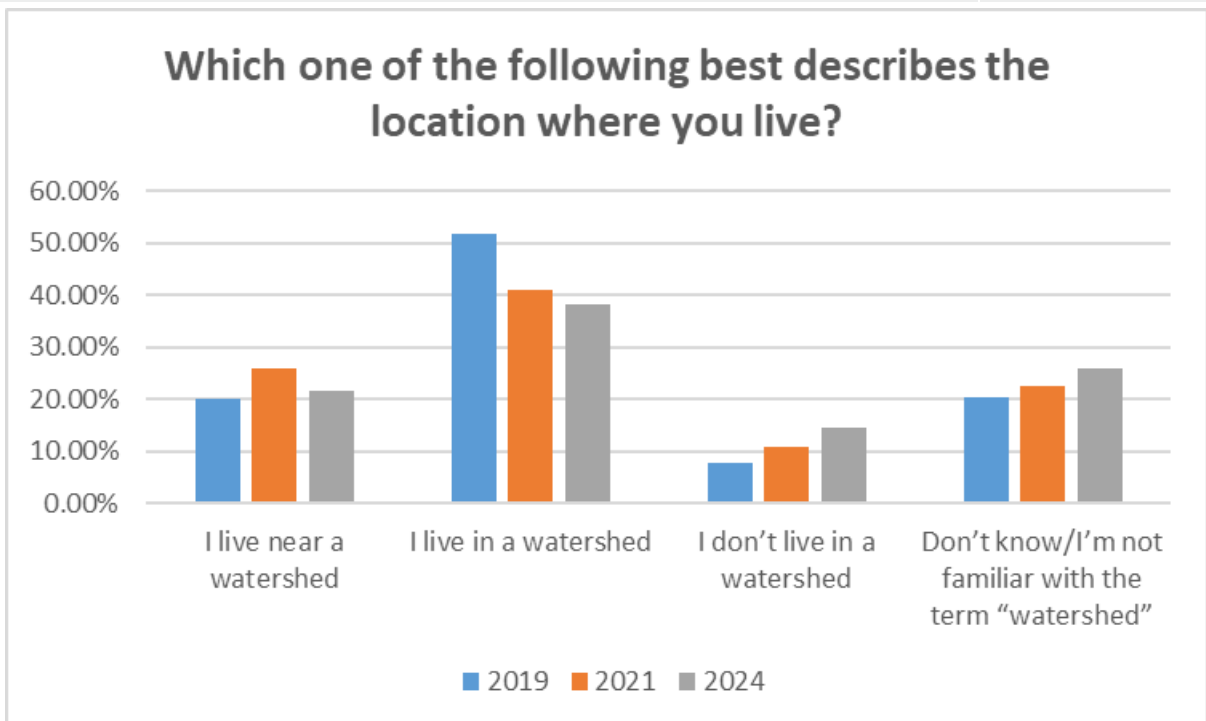 Which one of the following best describes the
location where you live?
60.00%
50.00%
40.00%
30.00%
20.00%
10.00%
0.00%
I live near a
watershed
I live in a watershed
I don’t live in a
watershed
Don’t know/I’m not
familiar with the
term “watershed”
2019 2021 2024